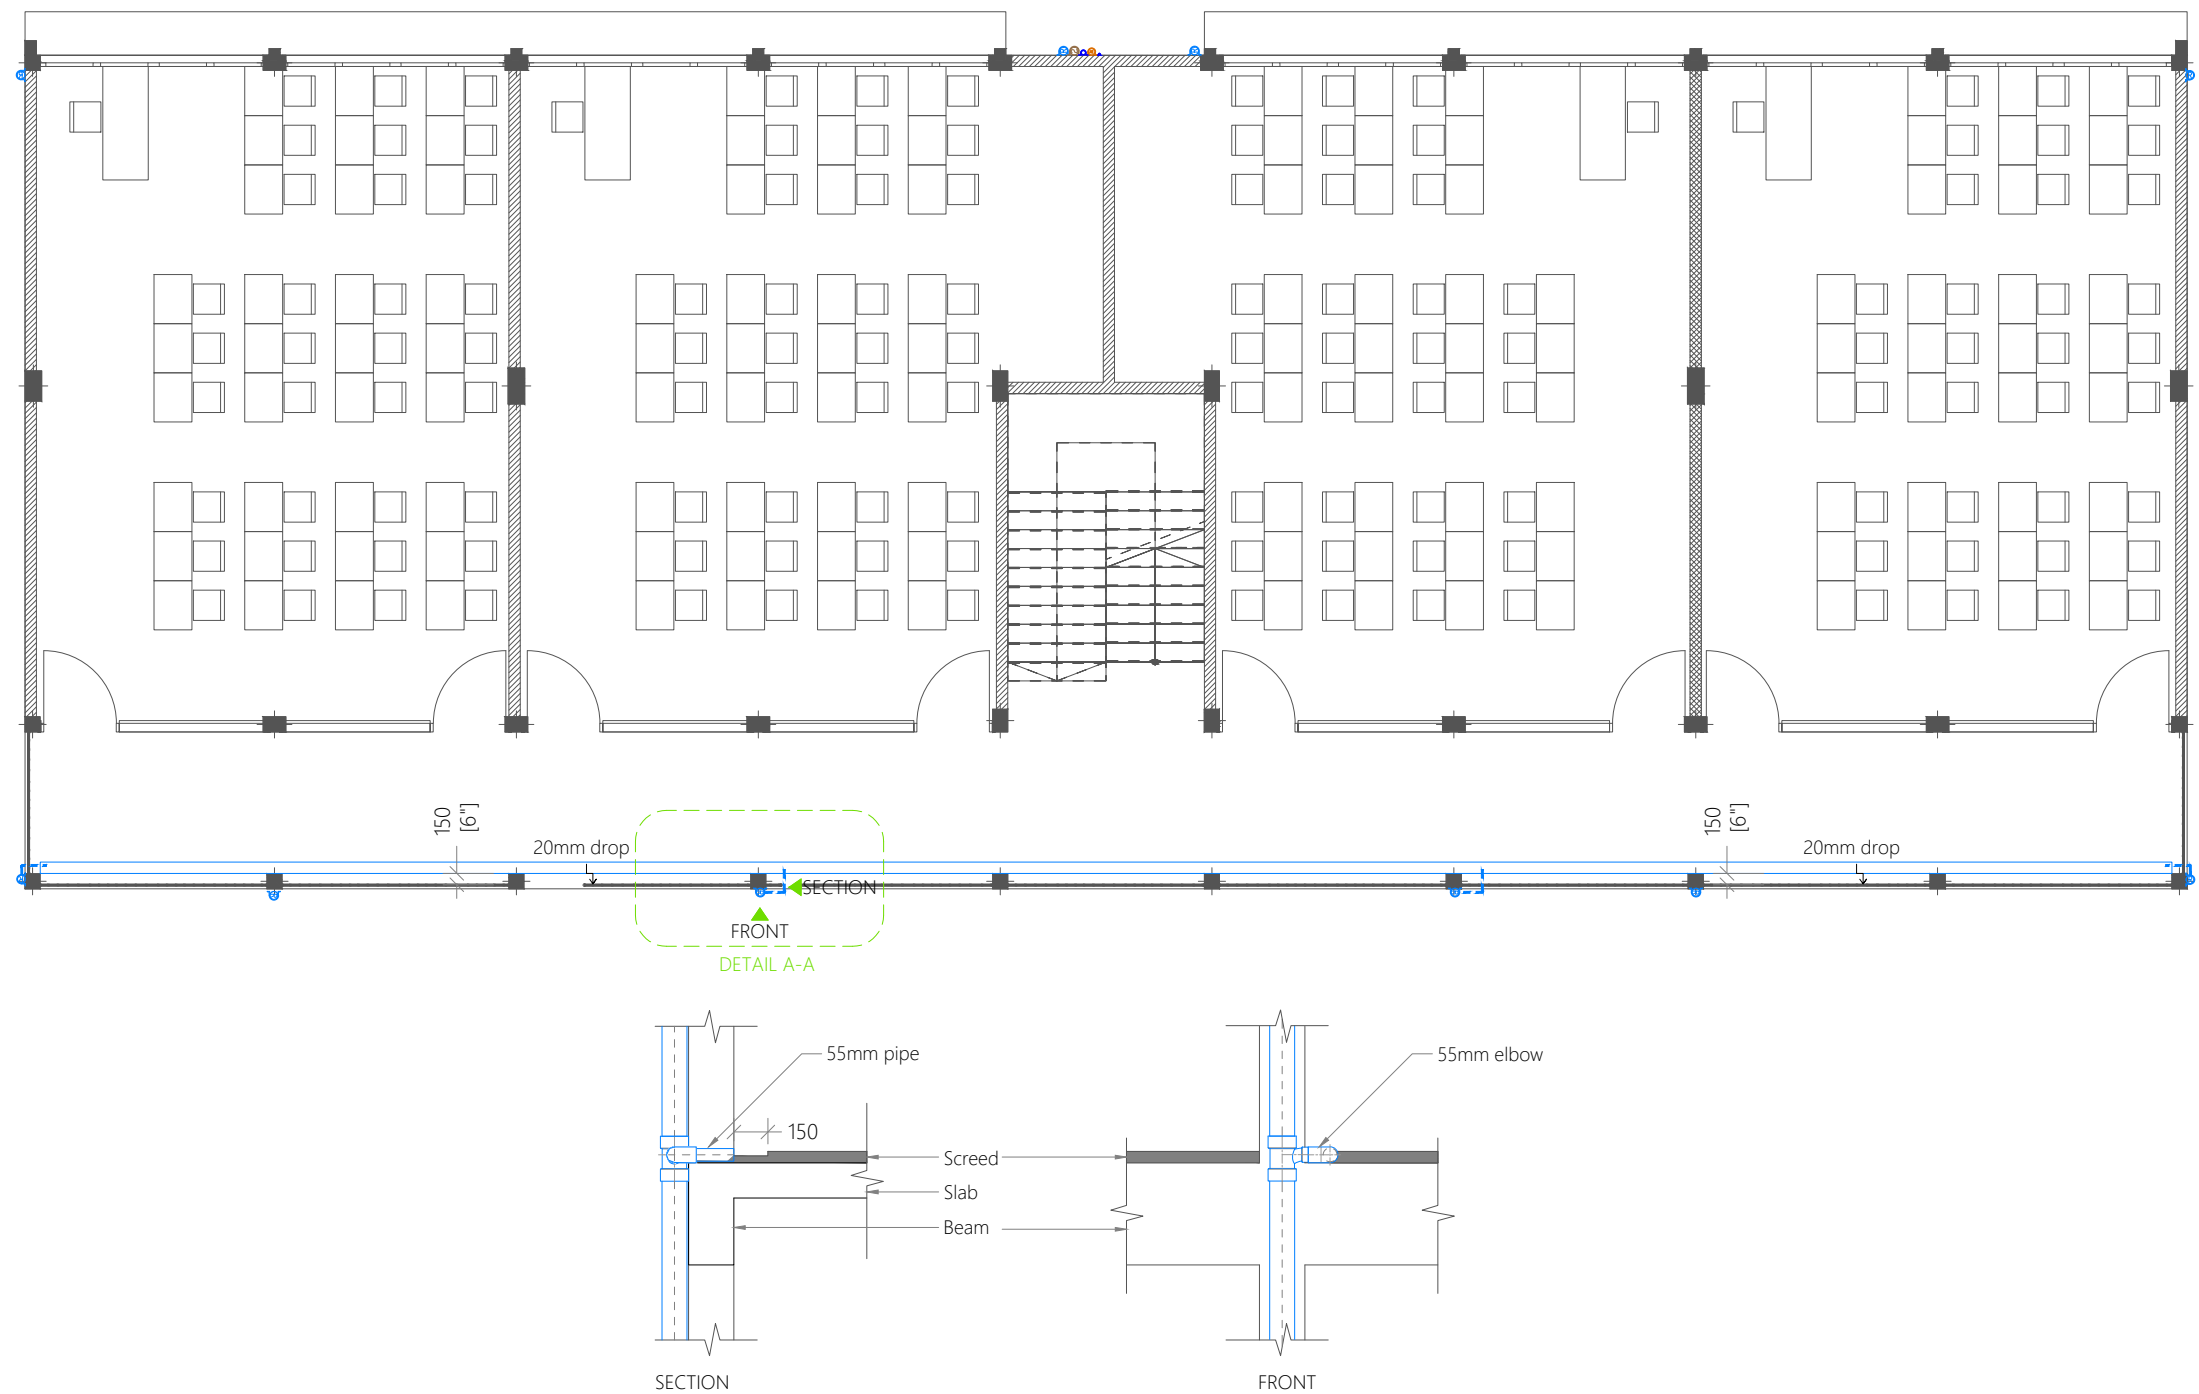 150
[6"]
20mm drop
SECTION
FRONT
DETAIL A-A
150
[6"]
20mm drop
55mm pipe
150
Screed
Slab
Beam
SECTION
55mm elbow
FRONT